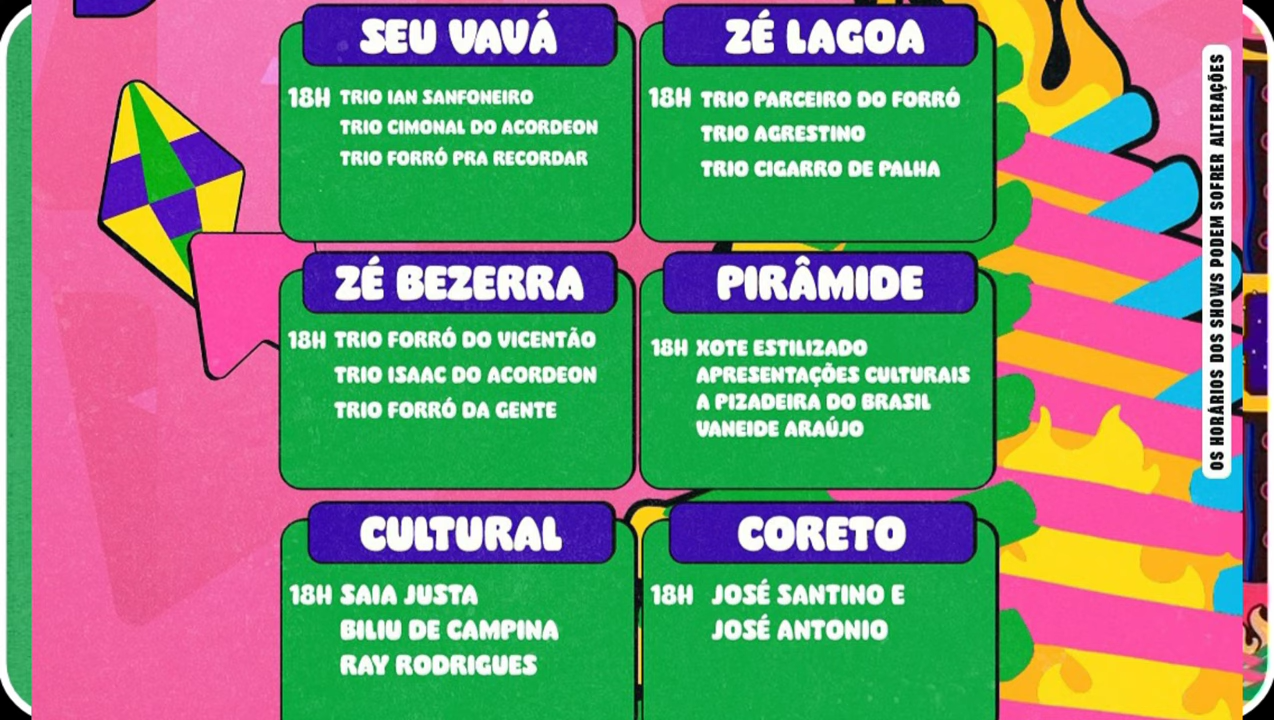 SEU VAVÁ
18H TRIO IAN SANFONEIRO
TRIO CIMONAL DO ACORDEON
TRIO FORRÓ PRA RECORDAR
ZÉ LAGOA
18H TRIO PARCEIRO DO FORRÓ
TRIO AGRESTINO
TRIO CIGARRO DE PALHA
ZÉ BEZERRA
18H TRIO FORRÓ DO VICENTÃO
TRIO ISAAC DO ACORDEON
TRIO FORRÓ DA GENTE
PIRÂMIDE
18H XOTE ESTILIZADO
APRESENTAÇÕES CULTURAIS
A PIZADEIRA DO BRASIL
VANEIDE ARAÚJO
CULTURAL
18H SAIA JUSTA
BILIU DE CAMPINA
RAY RODRIGUES
CORETO
18H JOSÉ SANTINO E
JOSÉ ANTONIO
OS HORÁRIOS DOS SHOWS PODEM SOFRER ALTERAÇÕES